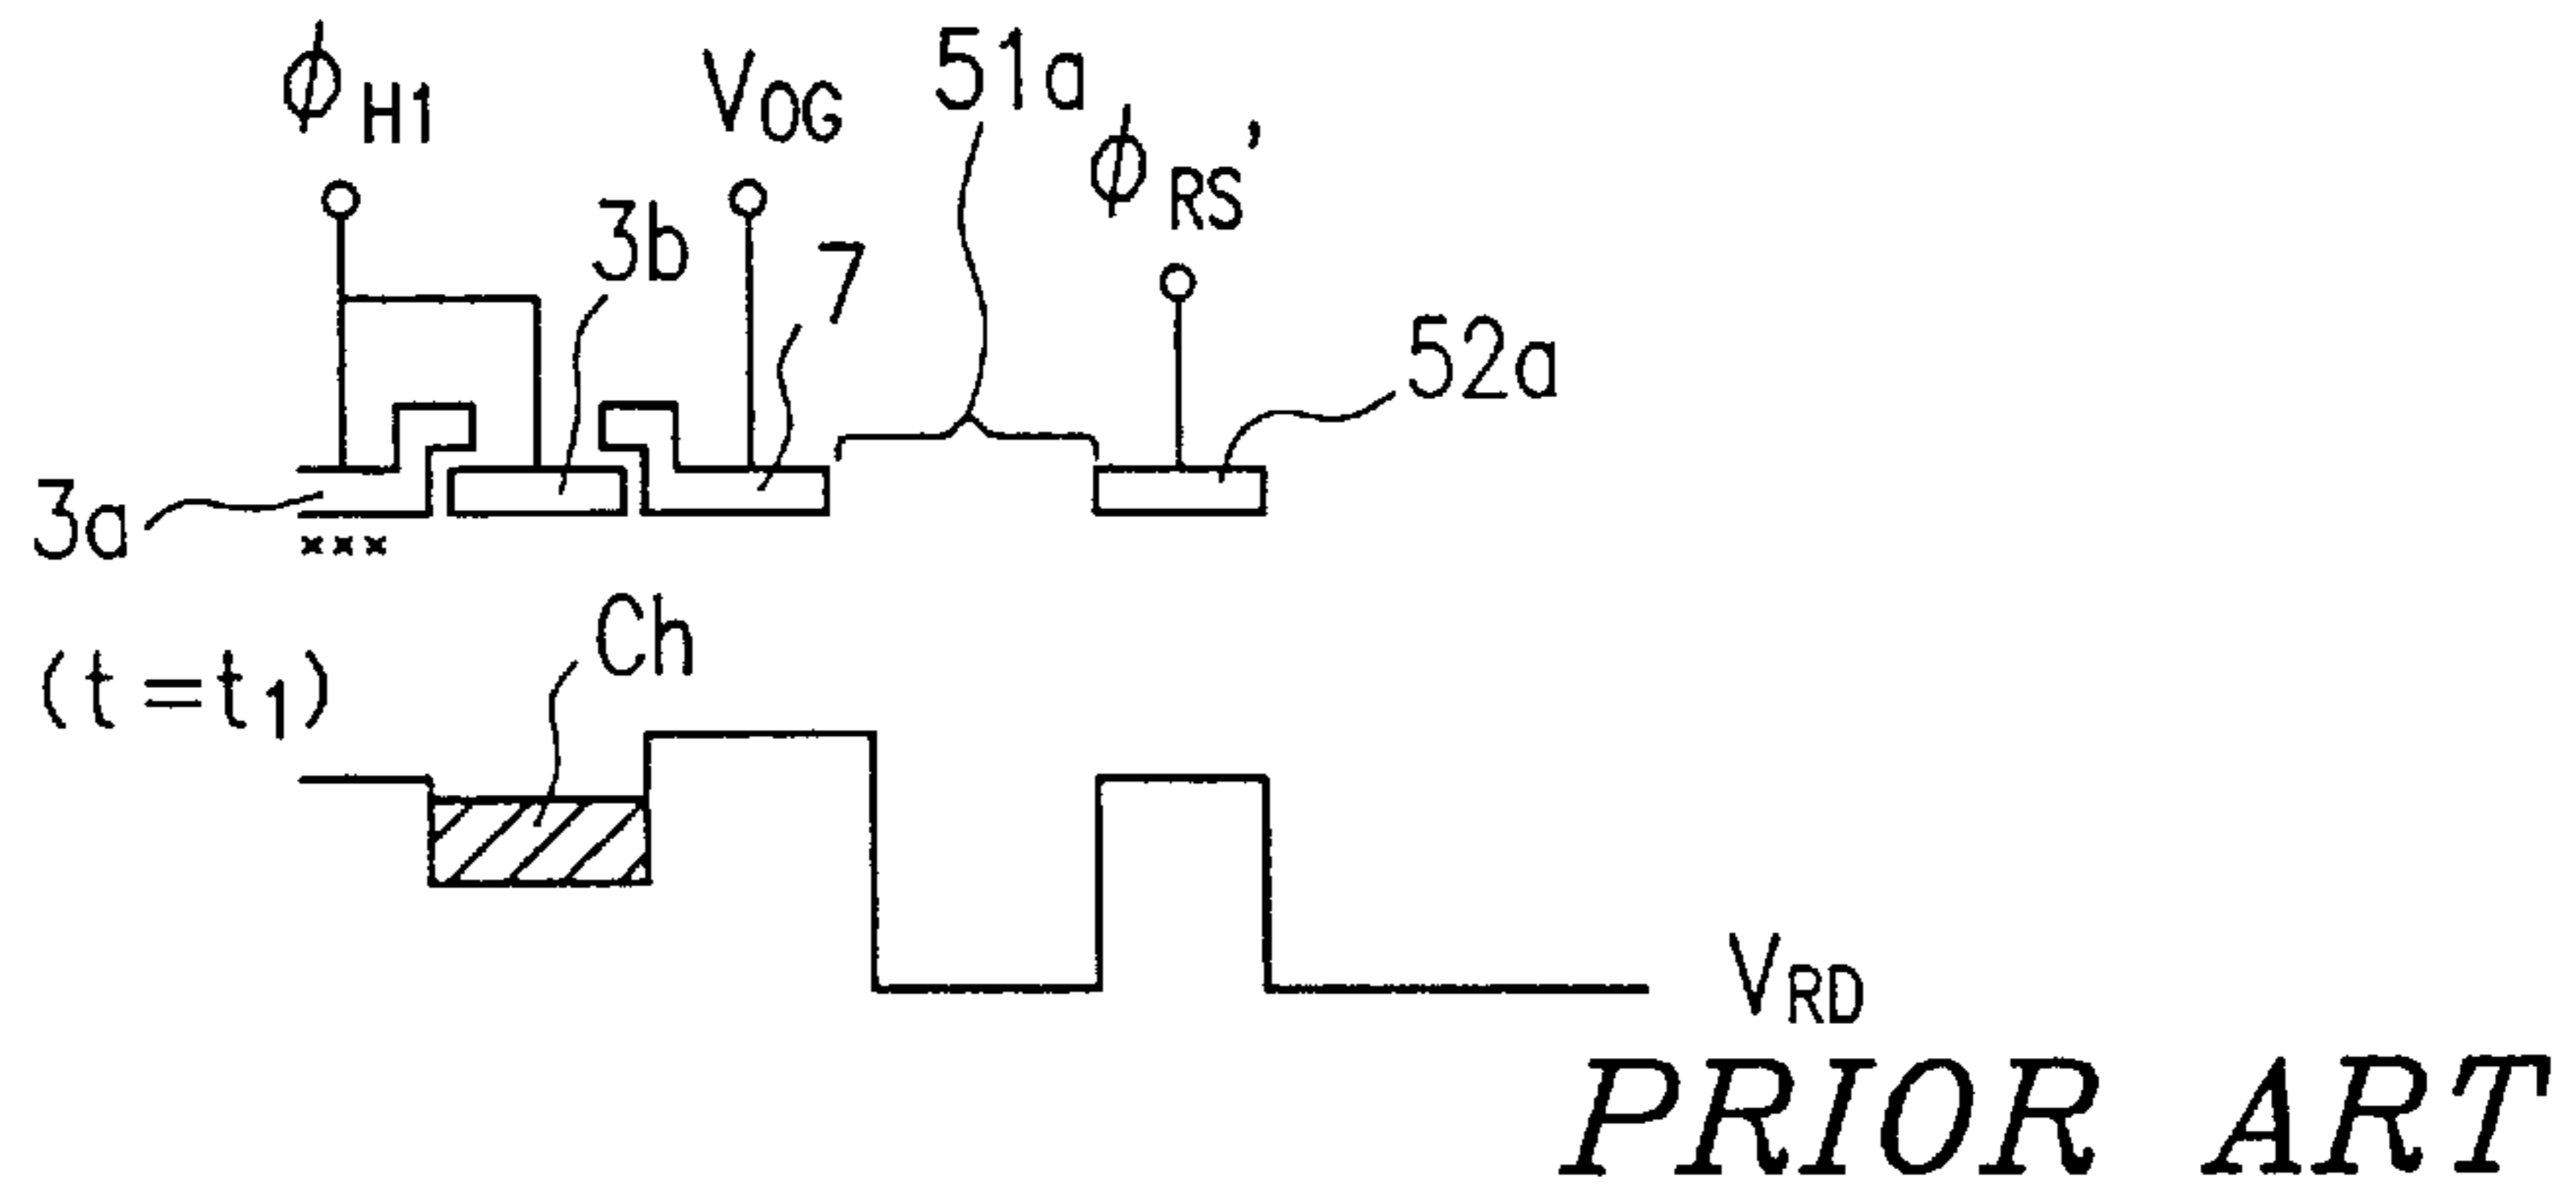 ϕH1
VOG
51a
ϕRS'
3b
7
52a
3a
×××
(t=t1)
Ch
VRD
PRIOR ART